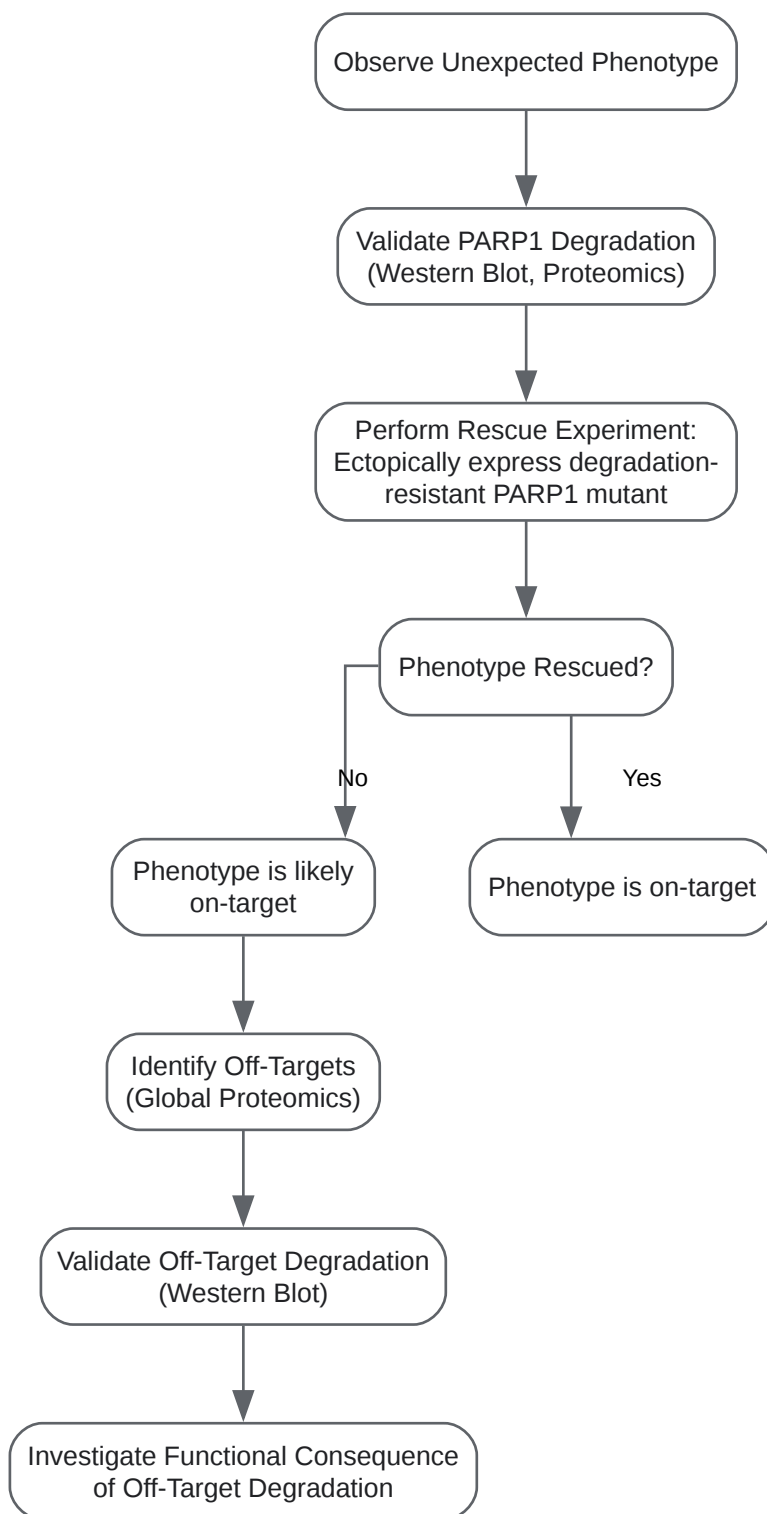 Observe Unexpected Phenotype
Validate PARP1 Degradation
(Western Blot, Proteomics)
Perform Rescue Experiment:
Ectopically express degradation-
resistant PARP1 mutant
Phenotype Rescued?
No
Yes
Phenotype is likely
on-target
Phenotype is on-target
Identify Off-Targets
(Global Proteomics)
Validate Off-Target Degradation
(Western Blot)
Investigate Functional Consequence
of Off-Target Degradation